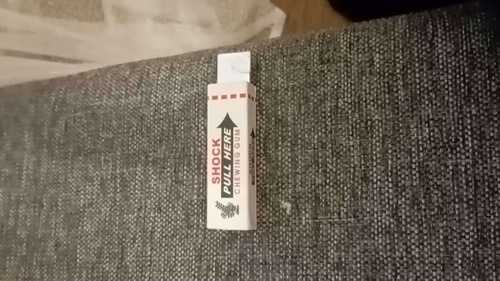 SHOCK
PULL HERE
CHEWING GUM